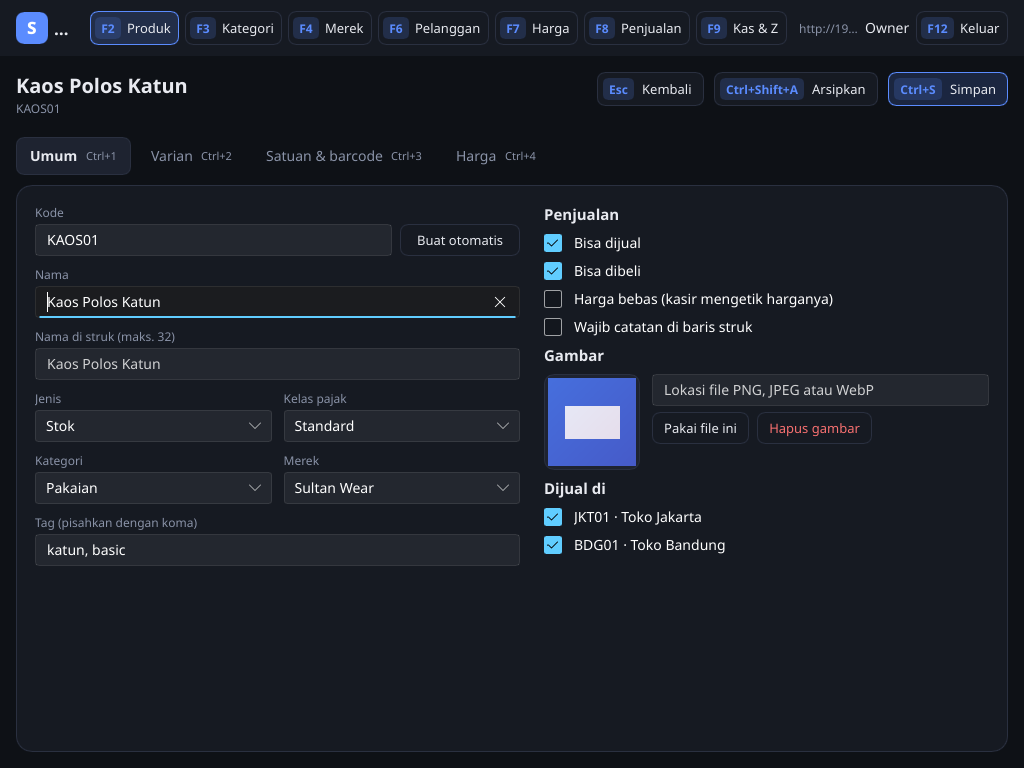 S ...
F2 Produk
F3 Kategori
F4 Merek
F6 Pelanggan
F7 Harga
F8 Penjualan
F9 Kas & Z
http://19...
Owner
F12 Keluar
Kaos Polos Katun
KAOS01
Esc Kembali
Ctrl+Shift+A Arsipkan
Ctrl+S Simpan
Umum Ctrl+1
Varian Ctrl+2
Satuan & barcode Ctrl+3
Harga Ctrl+4
Kode
KAOS01
Buat otomatis
Nama
Kaos Polos Katun
Nama di struk (maks. 32)
Kaos Polos Katun
Jenis
Stok
Kelas pajak
Standard
Kategori
Pakaian
Merek
Sultan Wear
Tag (pisahkan dengan koma)
katun, basic
Penjualan
Bisa dijual
Bisa dibeli
Harga bebas (kasir mengetik harganya)
Wajib catatan di baris struk
Gambar
Lokasi file PNG, JPEG atau WebP
Pakai file ini
Hapus gambar
Dijual di
JKT01 · Toko Jakarta
BDG01 · Toko Bandung